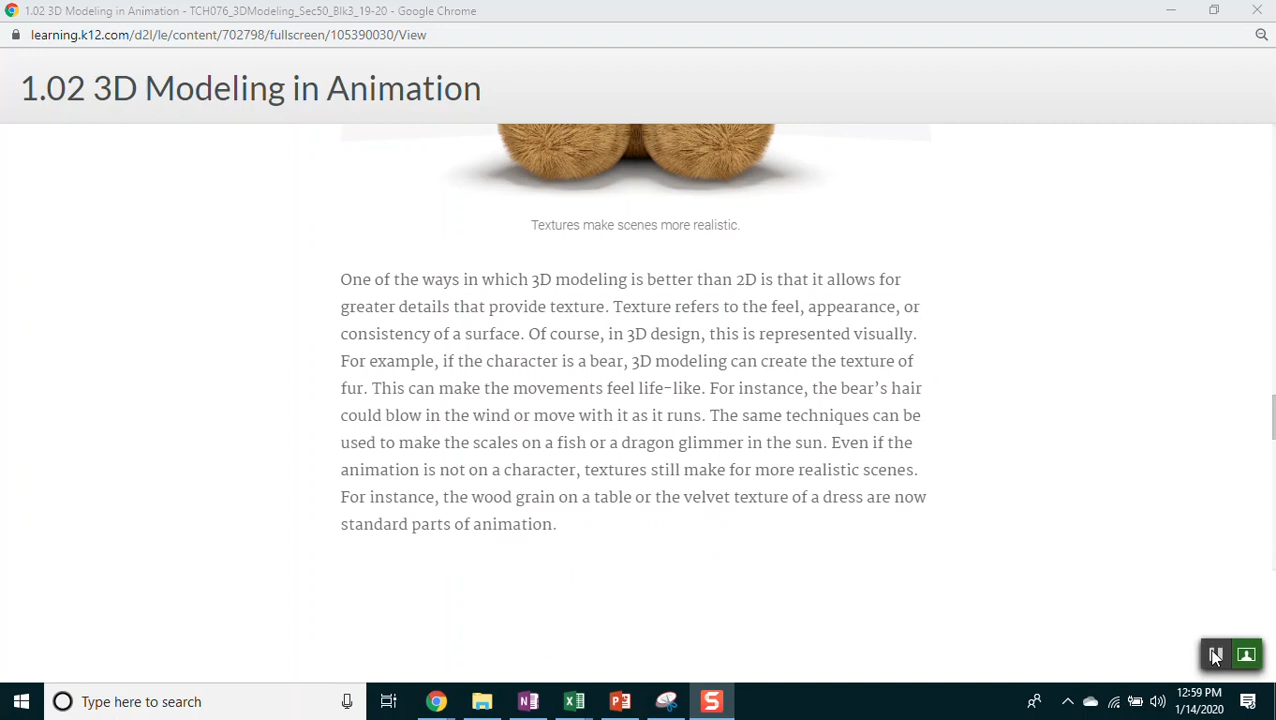 1.02 3D Modeling in Animation - TCH076_3DModeling_Sec50_Blk3_19-20 - Google Chrome
learning.k12.com/d2l/le/content/702798/fullscreen/105390030/View
1.02 3D Modeling in Animation
Textures make scenes more realistic.
One of the ways in which 3D modeling is better than 2D is that it allows for
greater details that provide texture. Texture refers to the feel, appearance, or
consistency of a surface. Of course, in 3D design, this is represented visually.
For example, if the character is a bear, 3D modeling can create the texture of
fur. This can make the movements feel life-like. For instance, the bear’s hair
could blow in the wind or move with it as it runs. The same techniques can be
used to make the scales on a fish or a dragon glimmer in the sun. Even if the
animation is not on a character, textures still make for more realistic scenes.
For instance, the wood grain on a table or the velvet texture of a dress are now
standard parts of animation.
Type here to search
12:59 PM
1/14/2020